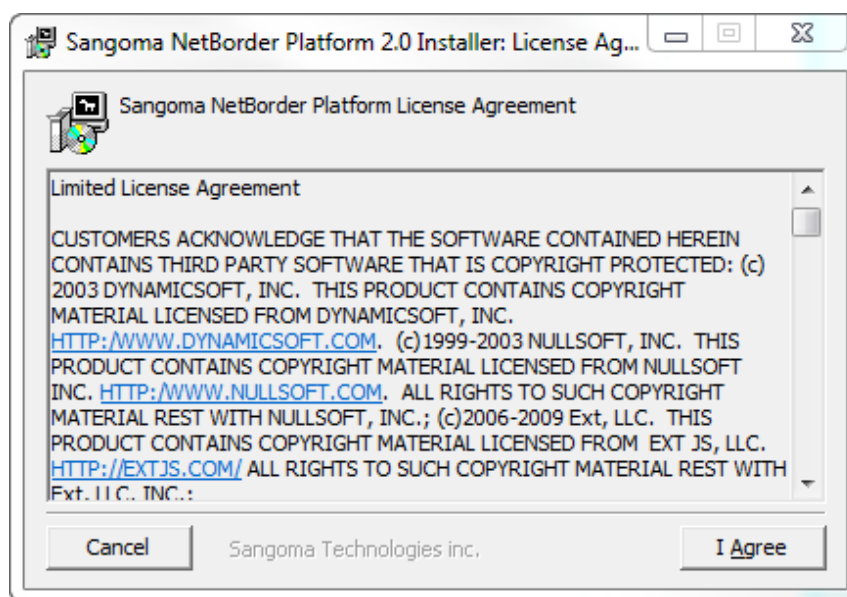 Sangoma NetBorder Platform 2.0 Installer: License Ag...
Sangoma NetBorder Platform License Agreement
Limited License Agreement
CUSTOMERS ACKNOWLEDGE THAT THE SOFTWARE CONTAINED HEREIN
CONTAINS THIRD PARTY SOFTWARE THAT IS COPYRIGHT PROTECTED: (c)
2003 DYNAMICSOFT, INC.  THIS PRODUCT CONTAINS COPYRIGHT
MATERIAL LICENSED FROM DYNAMICSOFT, INC.
HTTP:/WWW.DYNAMICSOFT.COM.  (c)1999-2003 NULLSOFT, INC.  THIS
PRODUCT CONTAINS COPYRIGHT MATERIAL LICENSED FROM NULLSOFT
INC. HTTP:/WWW.NULLSOFT.COM.  ALL RIGHTS TO SUCH COPYRIGHT
MATERIAL REST WITH NULLSOFT, INC.; (c)2006-2009 Ext, LLC.  THIS
PRODUCT CONTAINS COPYRIGHT MATERIAL LICENSED FROM  EXT JS, LLC.
HTTP://EXTJS.COM/ ALL RIGHTS TO SUCH COPYRIGHT MATERIAL REST WITH
Ext, LLC, INC.;
Cancel
Sangoma Technologies inc.
I Agree